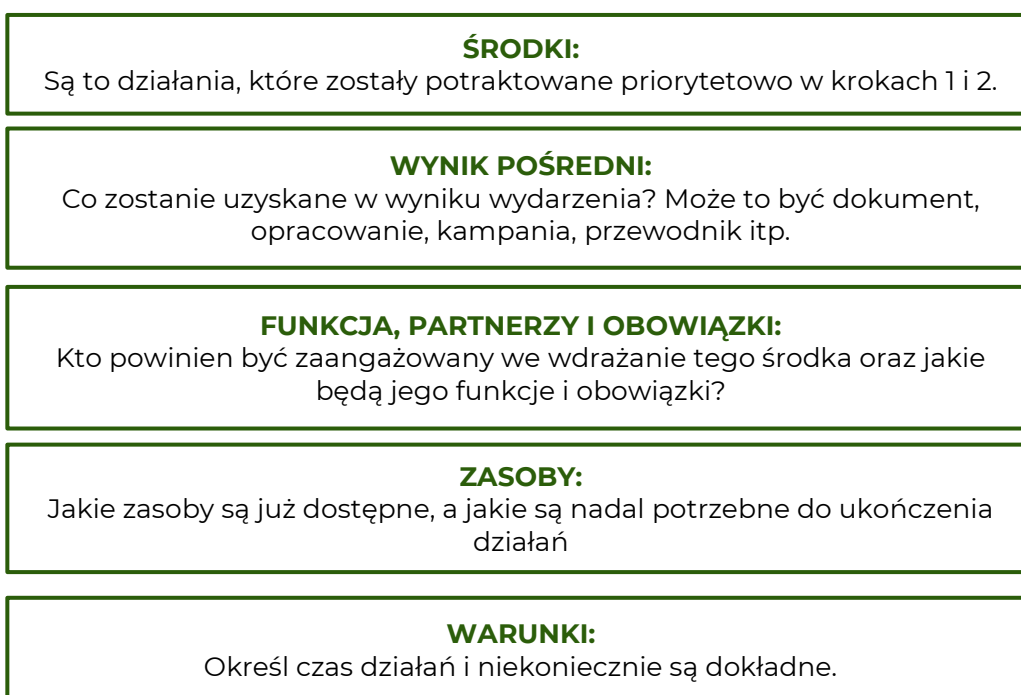 ŚRODKI:
Są to działania, które zostały potraktowane priorytetowo w krokach 1 i 2.
WYNIK POŚREDNI:
Co zostanie uzyskane w wyniku wydarzenia? Może to być dokument,
opracowanie, kampania, przewodnik itp.
FUNKCJA, PARTNERZY I OBOWIĄZKI:
Kto powinien być zaangażowany we wdrażanie tego środka oraz jakie
będą jego funkcje i obowiązki?
ZASOBY:
Jakie zasoby są już dostępne, a jakie są nadal potrzebne do ukończenia
działań
WARUNKI:
Określ czas działań i niekoniecznie są dokładne.